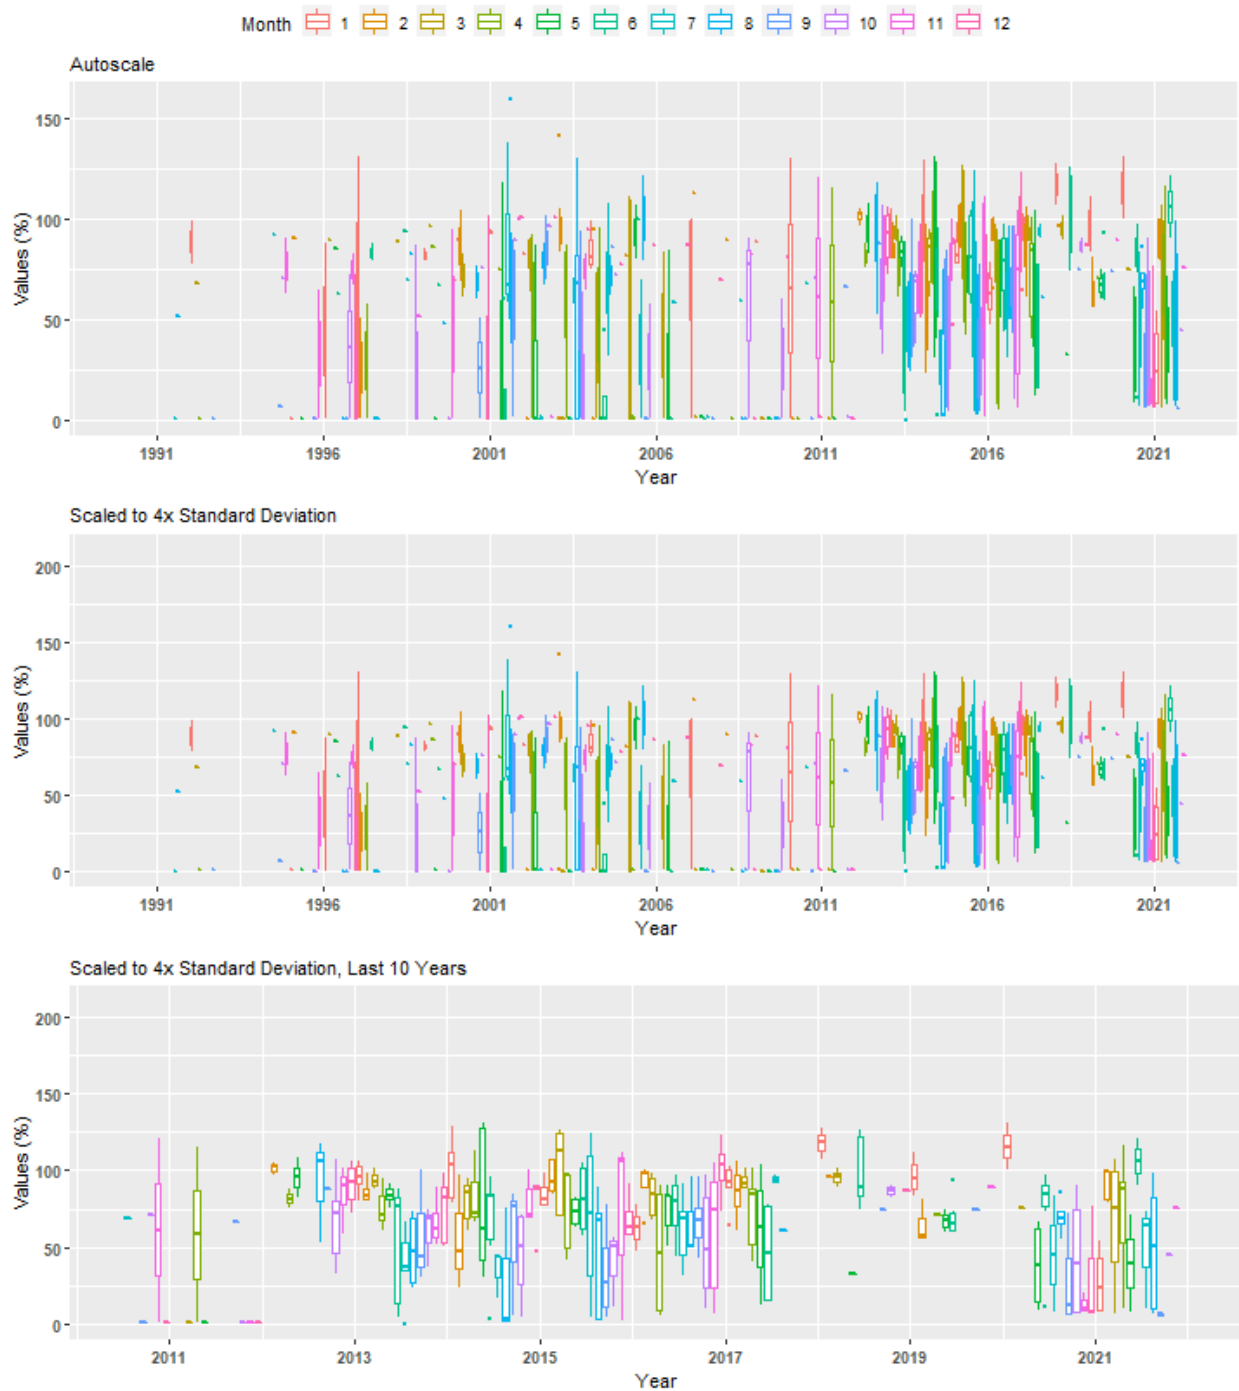 Month 1 2 3 4 5 6 7 8 9 10 11 12
Autoscale
150
100
50
0
Values (%)
1991 1996 2001 2006 2011 2016 2021
Year
Scaled to 4x Standard Deviation
200
150
100
50
0
Values (%)
1991 1996 2001 2006 2011 2016 2021
Year
Scaled to 4x Standard Deviation, Last 10 Years
200
150
100
50
0
Values (%)
2011 2013 2015 2017 2019 2021
Year